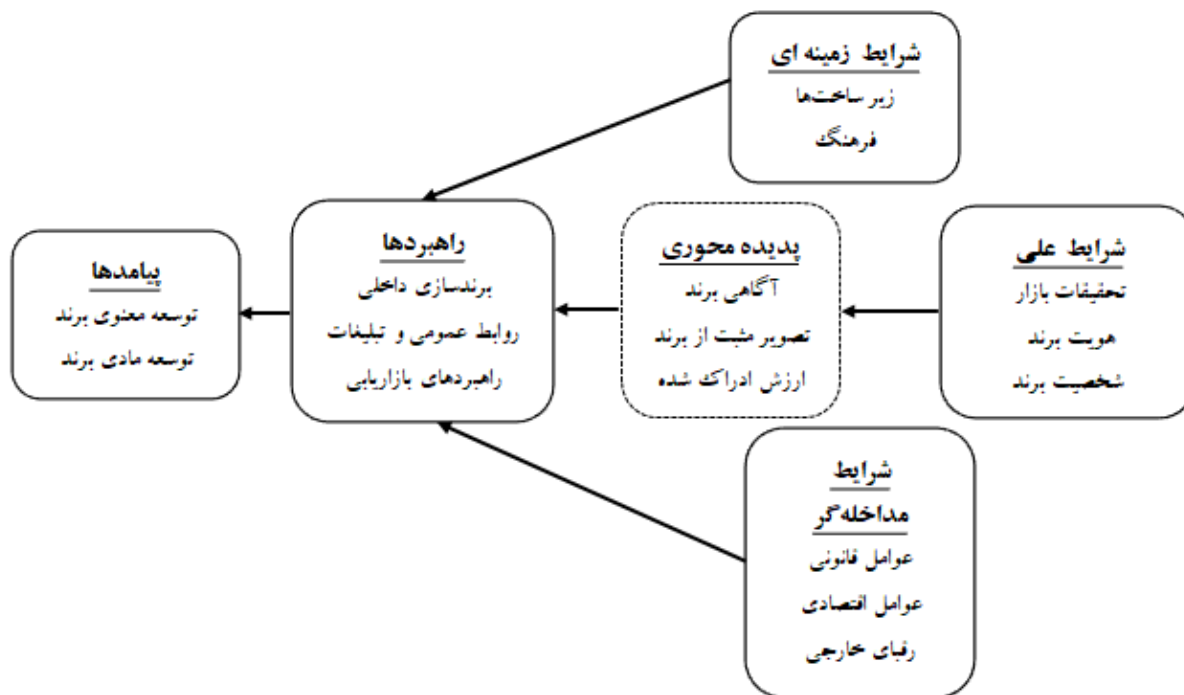 شرایط زمینه ای
زیر ساخت‌ها
فرهنگ
شرایط علی
تحقیقات بازار
هویت برند
شخصیت برند
پدیده محوری
آگاهی برند
تصویر مثبت از برند
ارزش ادراک شده
راهبردها
برندسازی داخلی
روابط عمومی و تبلیغات
راهبردهای بازاریابی
پیامدها
توسعه معنوی برند
توسعه مادی برند
شرایط
مداخله‌گر
عوامل قانونی
عوامل اقتصادی
رقبای خارجی